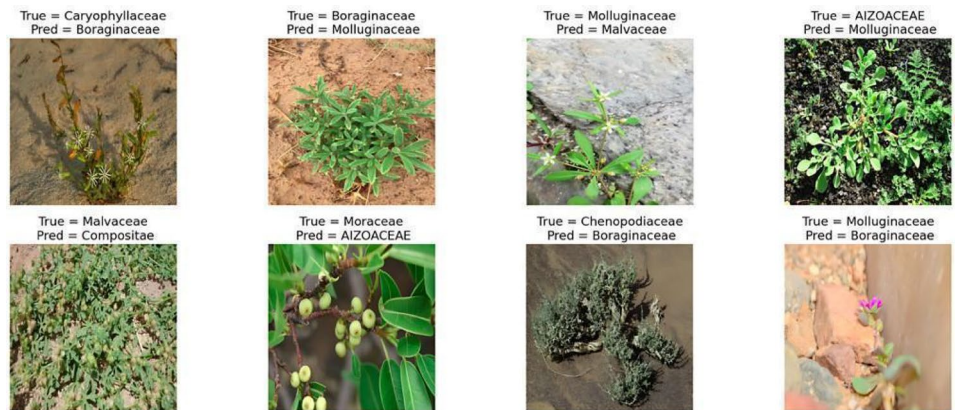 True = Caryophyllaceae
Pred = Boraginaceae
True = Boraginaceae
Pred = Molluginaceae
True = Molluginaceae
Pred = Malvaceae
True = AIZOACEAE
Pred = Molluginaceae
True = Malvaceae
Pred = Compositae
True = Moraceae
Pred = AIZOACEAE
True = Chenopodiaceae
Pred = Boraginaceae
True = Molluginaceae
Pred = Boraginaceae